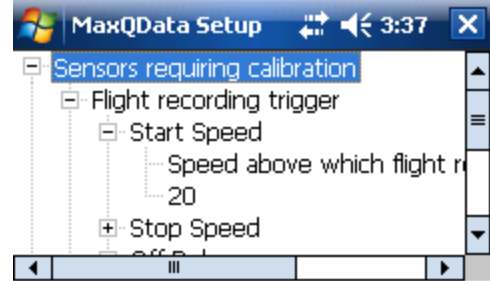 MaxQData Setup 3:37
Sensors requiring calibration
Flight recording trigger
Start Speed
Speed above which flight
20
Stop Speed